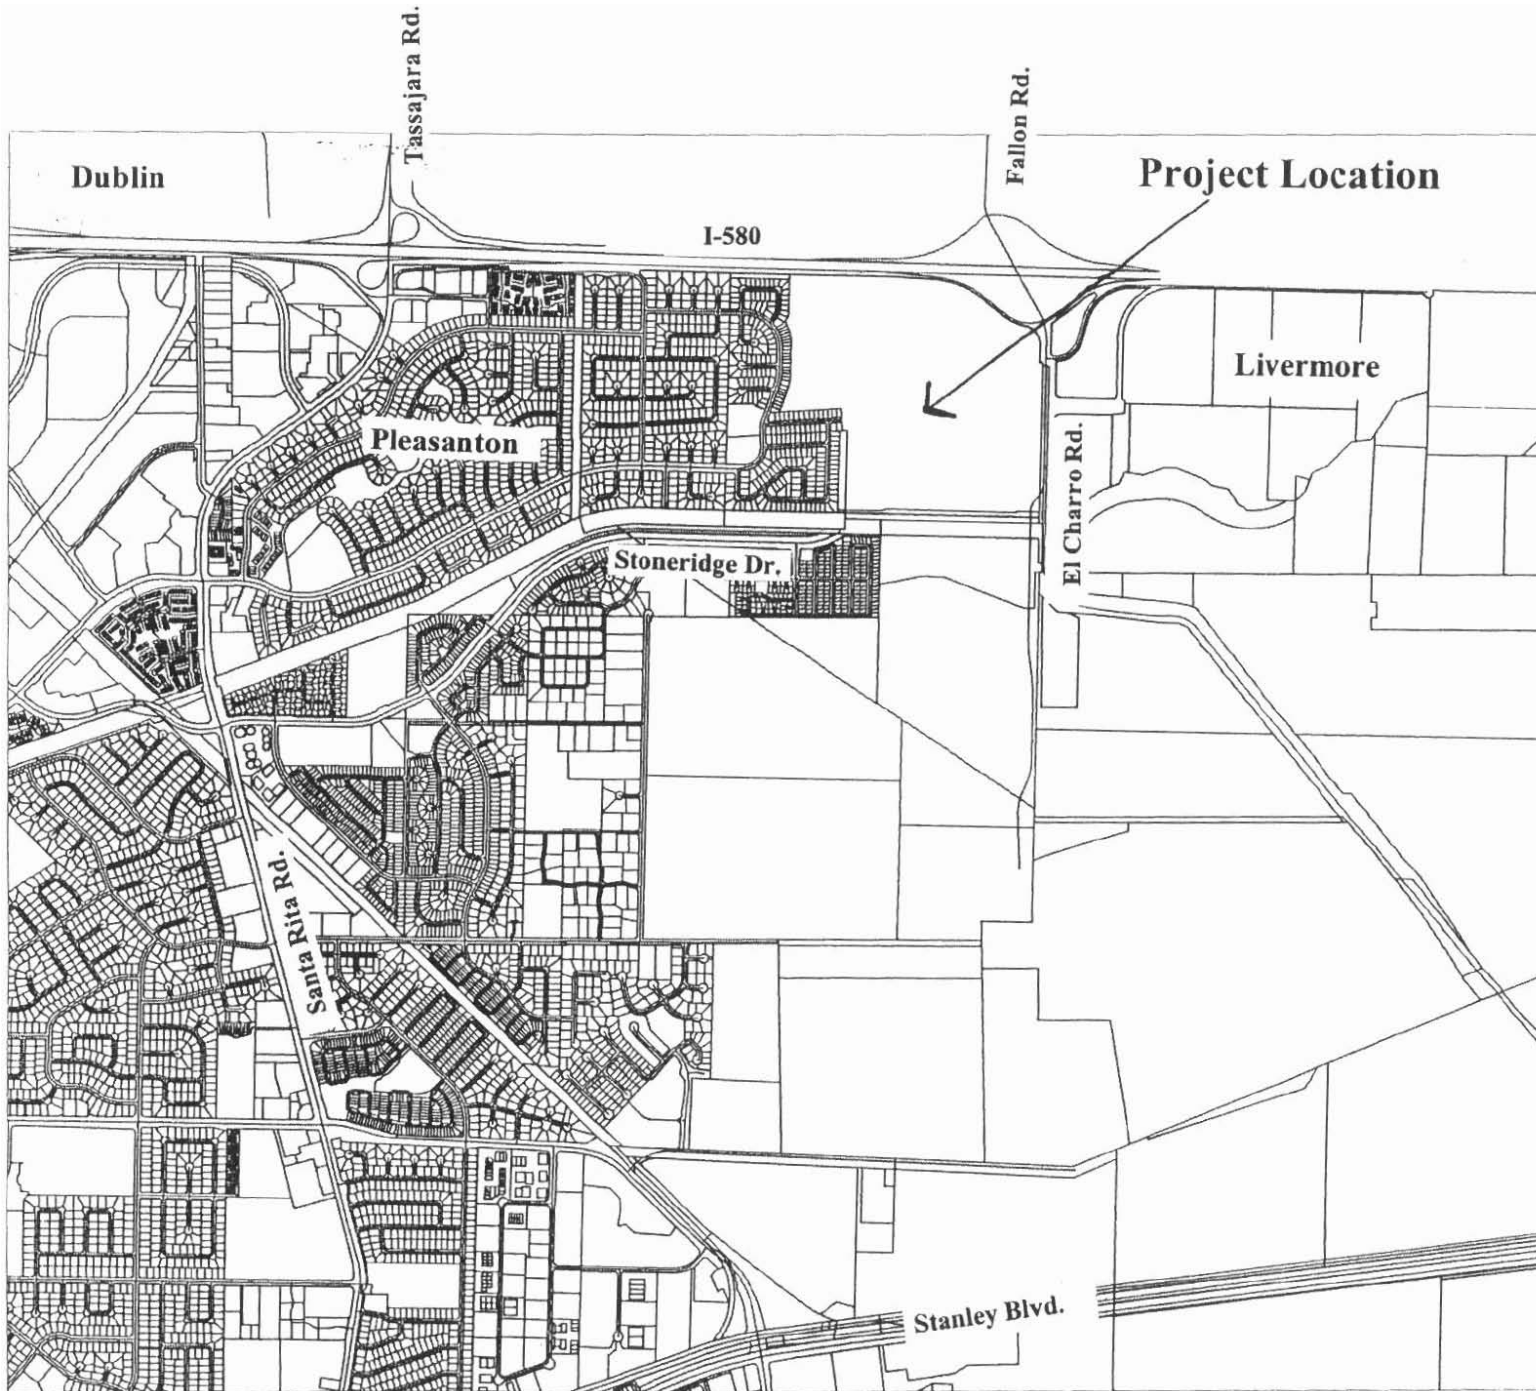 Tassajara Rd.
Fallon Rd.
Dublin
Project Location
I-580
Livermore
Pleasanton
El Charro Rd.
Stoneridge Dr.
Santa Rita Rd.
Stanley Blvd.